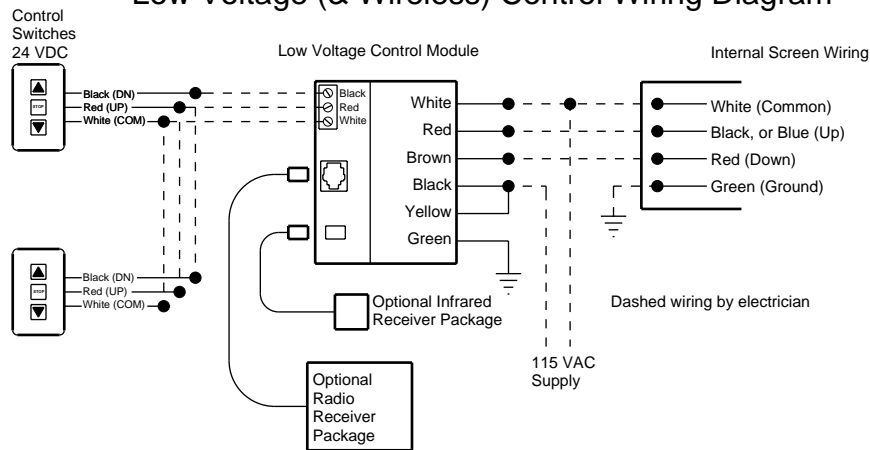 Low Voltage (& Wireless) Control Wiring Diagram
Control
Switches
24 VDC
Low Voltage Control Module
Internal Screen Wiring
STOP
Black (DN)
Red (UP)
White (COM)
Black
Red
White
White
Red
Brown
Black
Yellow
Green
White (Common)
Black, or Blue (Up)
Red (Down)
Green (Ground)
STOP
Black (DN)
Red (UP)
White (COM)
Optional Infrared
Receiver Package
Dashed wiring by electrician
115 VAC
Supply
Optional
Radio
Receiver
Package